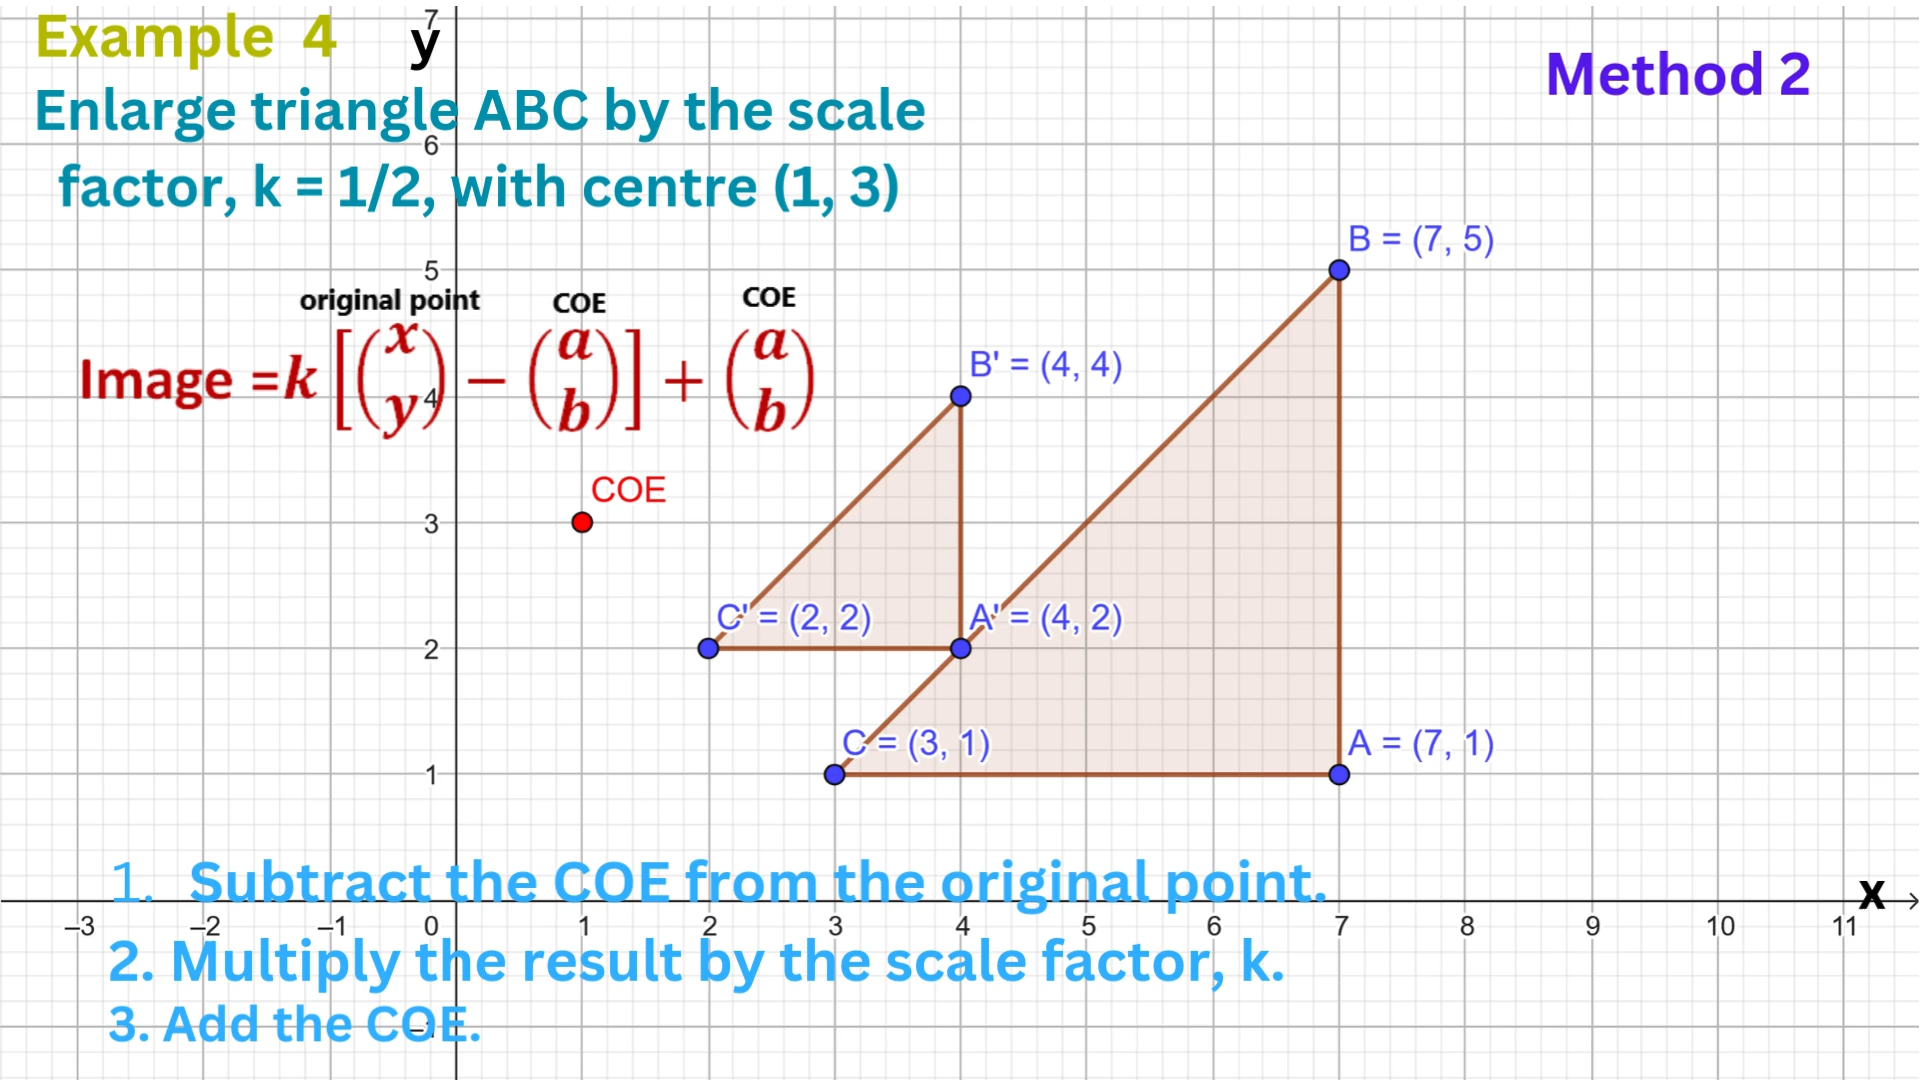 Example 4
y
Method 2
Enlarge triangle ABC by the scale
factor, k = 1/2, with centre (1, 3)
original point COE COE
Image = k [(x y) − (a b)] + (a b)
COE
B = (7, 5)
B' = (4, 4)
C' = (2, 2)
A' = (4, 2)
C = (3, 1)
A = (7, 1)
7
6
5
4
3
2
1
1. Subtract the COE from the original point.
x
–3 –2 –1 0 1 2 3 4 5 6 7 8 9 10 11
2. Multiply the result by the scale factor, k.
3. Add the COE.
–1